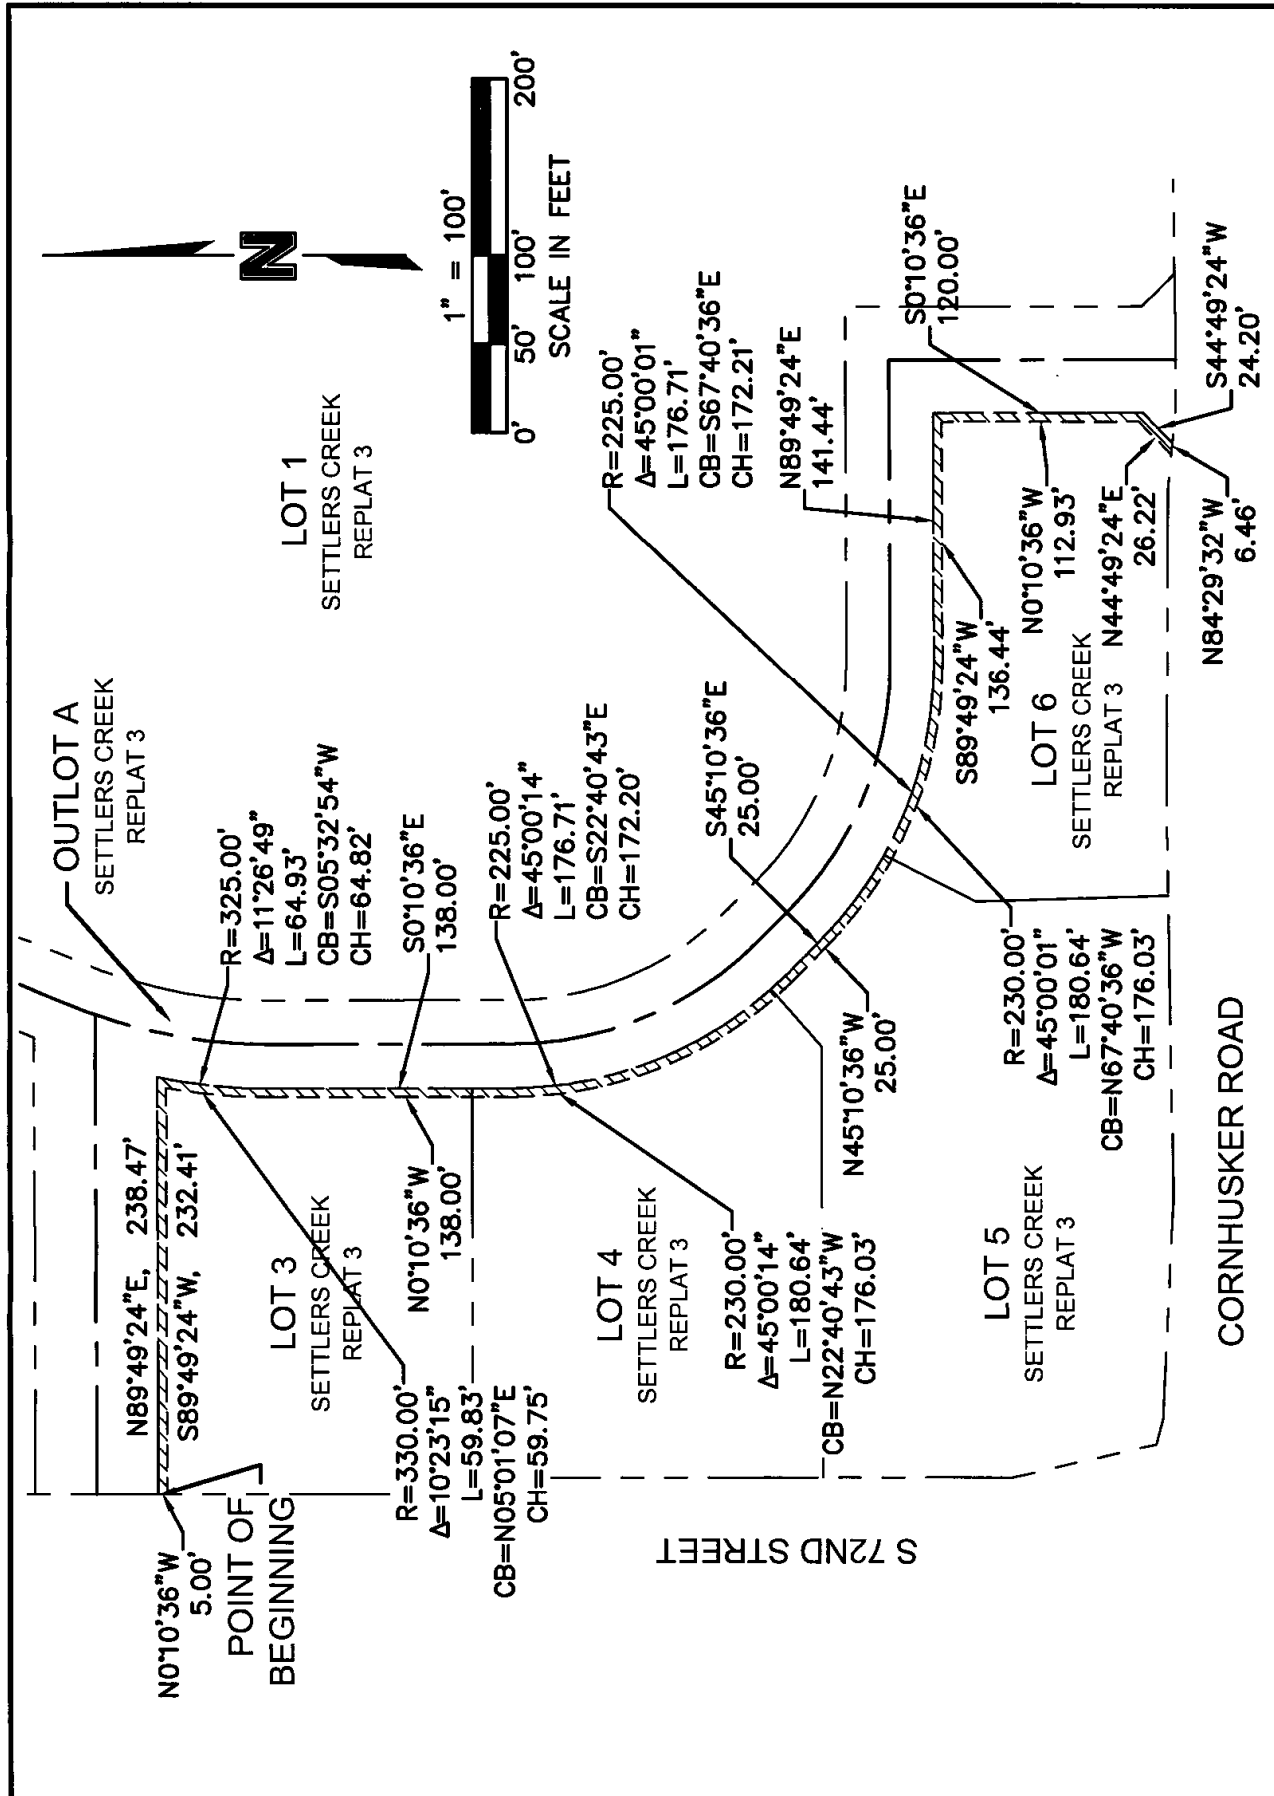 OUTLOT A
SETTLERS CREEK
REPLAT 3
LOT 1
SETTLERS CREEK
REPLAT 3
N
1" = 100'
0' 50' 100' 200'
SCALE IN FEET
N89°49'24"E, 238.47'
S89°49'24"W, 232.41'
N0°10'36"W
5.00'
POINT OF
BEGINNING
R=325.00'
Δ=11°26'49"
L=64.93'
CB=S05°32'54"W
CH=64.82'
S0°10'36"E
138.00'
R=225.00'
Δ=45°00'14"
L=176.71'
CB=S22°40'43"E
CH=172.20'
S45°10'36"E
25.00'
R=225.00'
Δ=45°00'01"
L=176.71'
CB=S67°40'36"E
CH=172.21'
N89°49'24"E
141.44'
S0°10'36"E
120.00'
S44°49'24"W
24.20'
N84°29'32"W
6.46'
N44°49'24"E
26.22'
N0°10'36"W
112.93'
S89°49'24"W
136.44'
LOT 6
SETTLERS CREEK
REPLAT 3
R=230.00'
Δ=45°00'01"
L=180.64'
CB=N67°40'36"W
CH=176.03'
N45°10'36"W
25.00'
R=230.00'
Δ=45°00'14"
L=180.64'
CB=N22°40'43"W
CH=176.03'
N0°10'36"W
138.00'
R=330.00'
Δ=10°23'15"
L=59.83'
CB=N05°01'07"E
CH=59.75'
LOT 3
SETTLERS CREEK
REPLAT 3
LOT 4
SETTLERS CREEK
REPLAT 3
LOT 5
SETTLERS CREEK
REPLAT 3
S 72ND STREET
CORNHUSKER ROAD